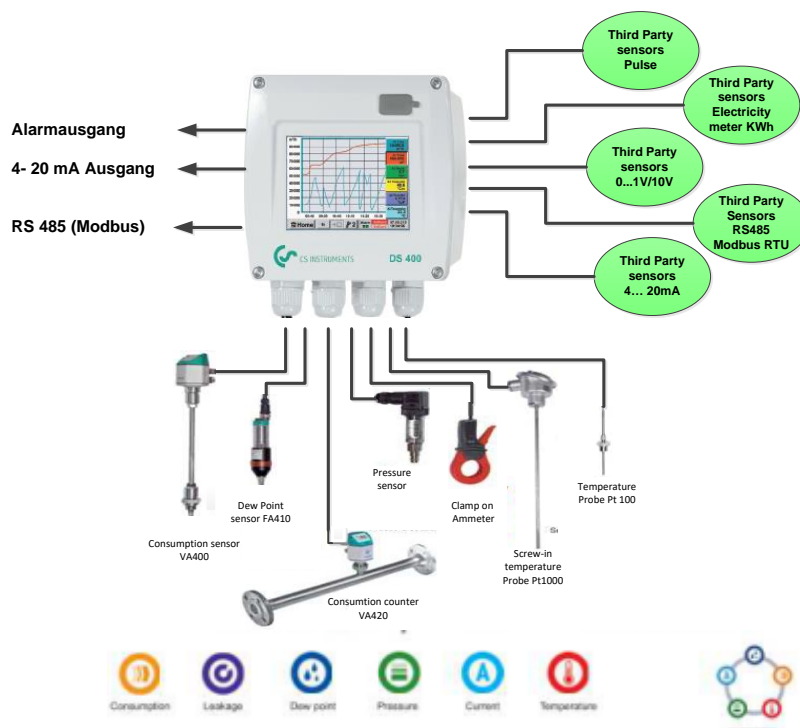 Third Party
sensors
Pulse
Third Party
sensors
Electricity
meter KWh
Third Party
sensors
0...1V/10V
Third Party
Sensors
RS485
Modbus RTU
Third Party
sensors
4... 20mA
Alarmausgang
4- 20 mA Ausgang
RS 485 (Modbus)
Home
CS INSTRUMENTS
DS 400
Pressure
sensor
Clamp on
Ammeter
Temperature
Probe Pt 100
Dew Point
sensor FA410
Consumption sensor
VA400
Screw-in
temperature
Probe Pt1000
Consumtion counter
VA420
Consumption
Leakage
Dew point
Pressure
Current
Temperature